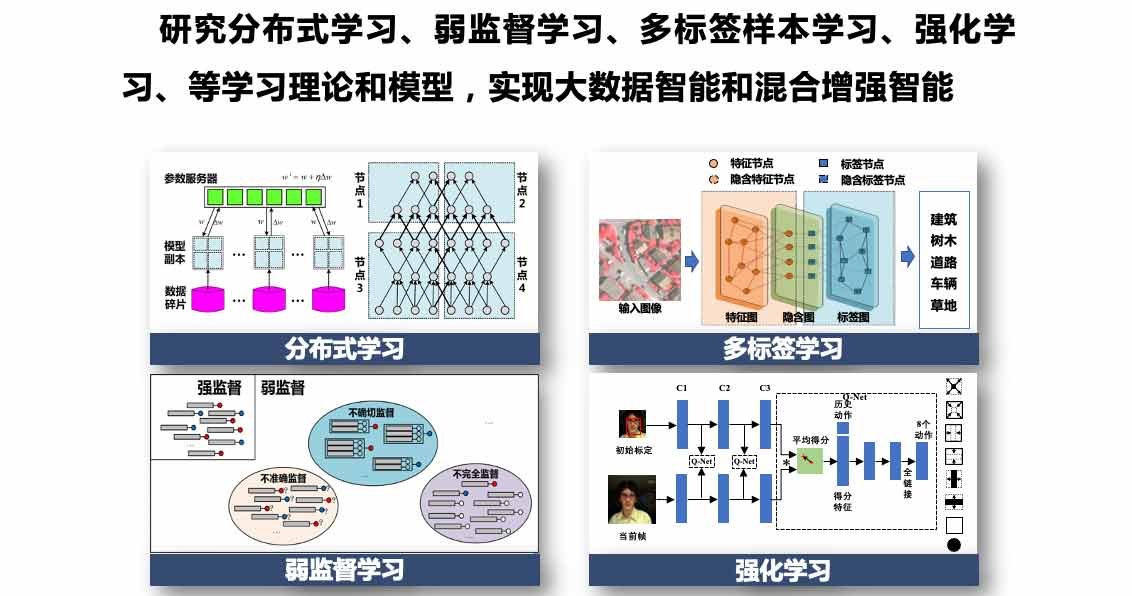 研究分布式学习、弱监督学习、多标签样本学习、强化学
习、等学习理论和模型，实现大数据智能和混合增强智能
参数服务器
w' = w + η∆w
w ∆w w ∆w w ∆w
模型
副本
数据
碎片
... ...
... ...
节
点
1
节
点
2
节
点
3
节
点
4
分布式学习
特征节点
标签节点
隐含特征节点
隐含标签节点
输入图像
特征图
隐含图
标签图
建筑
树木
道路
车辆
草地
多标签学习
强监督
弱监督
...
不确切监督
...
不准确监督
? ?
? ?
? ?
...
不完全监督
...
...
弱监督学习
C1 C2 C3
初始标定
当前帧
Q-Net
Q-Net
*
平均得分
Q-Net
历史
动作
得分
特征
全
链
接
8个
动作
强化学习